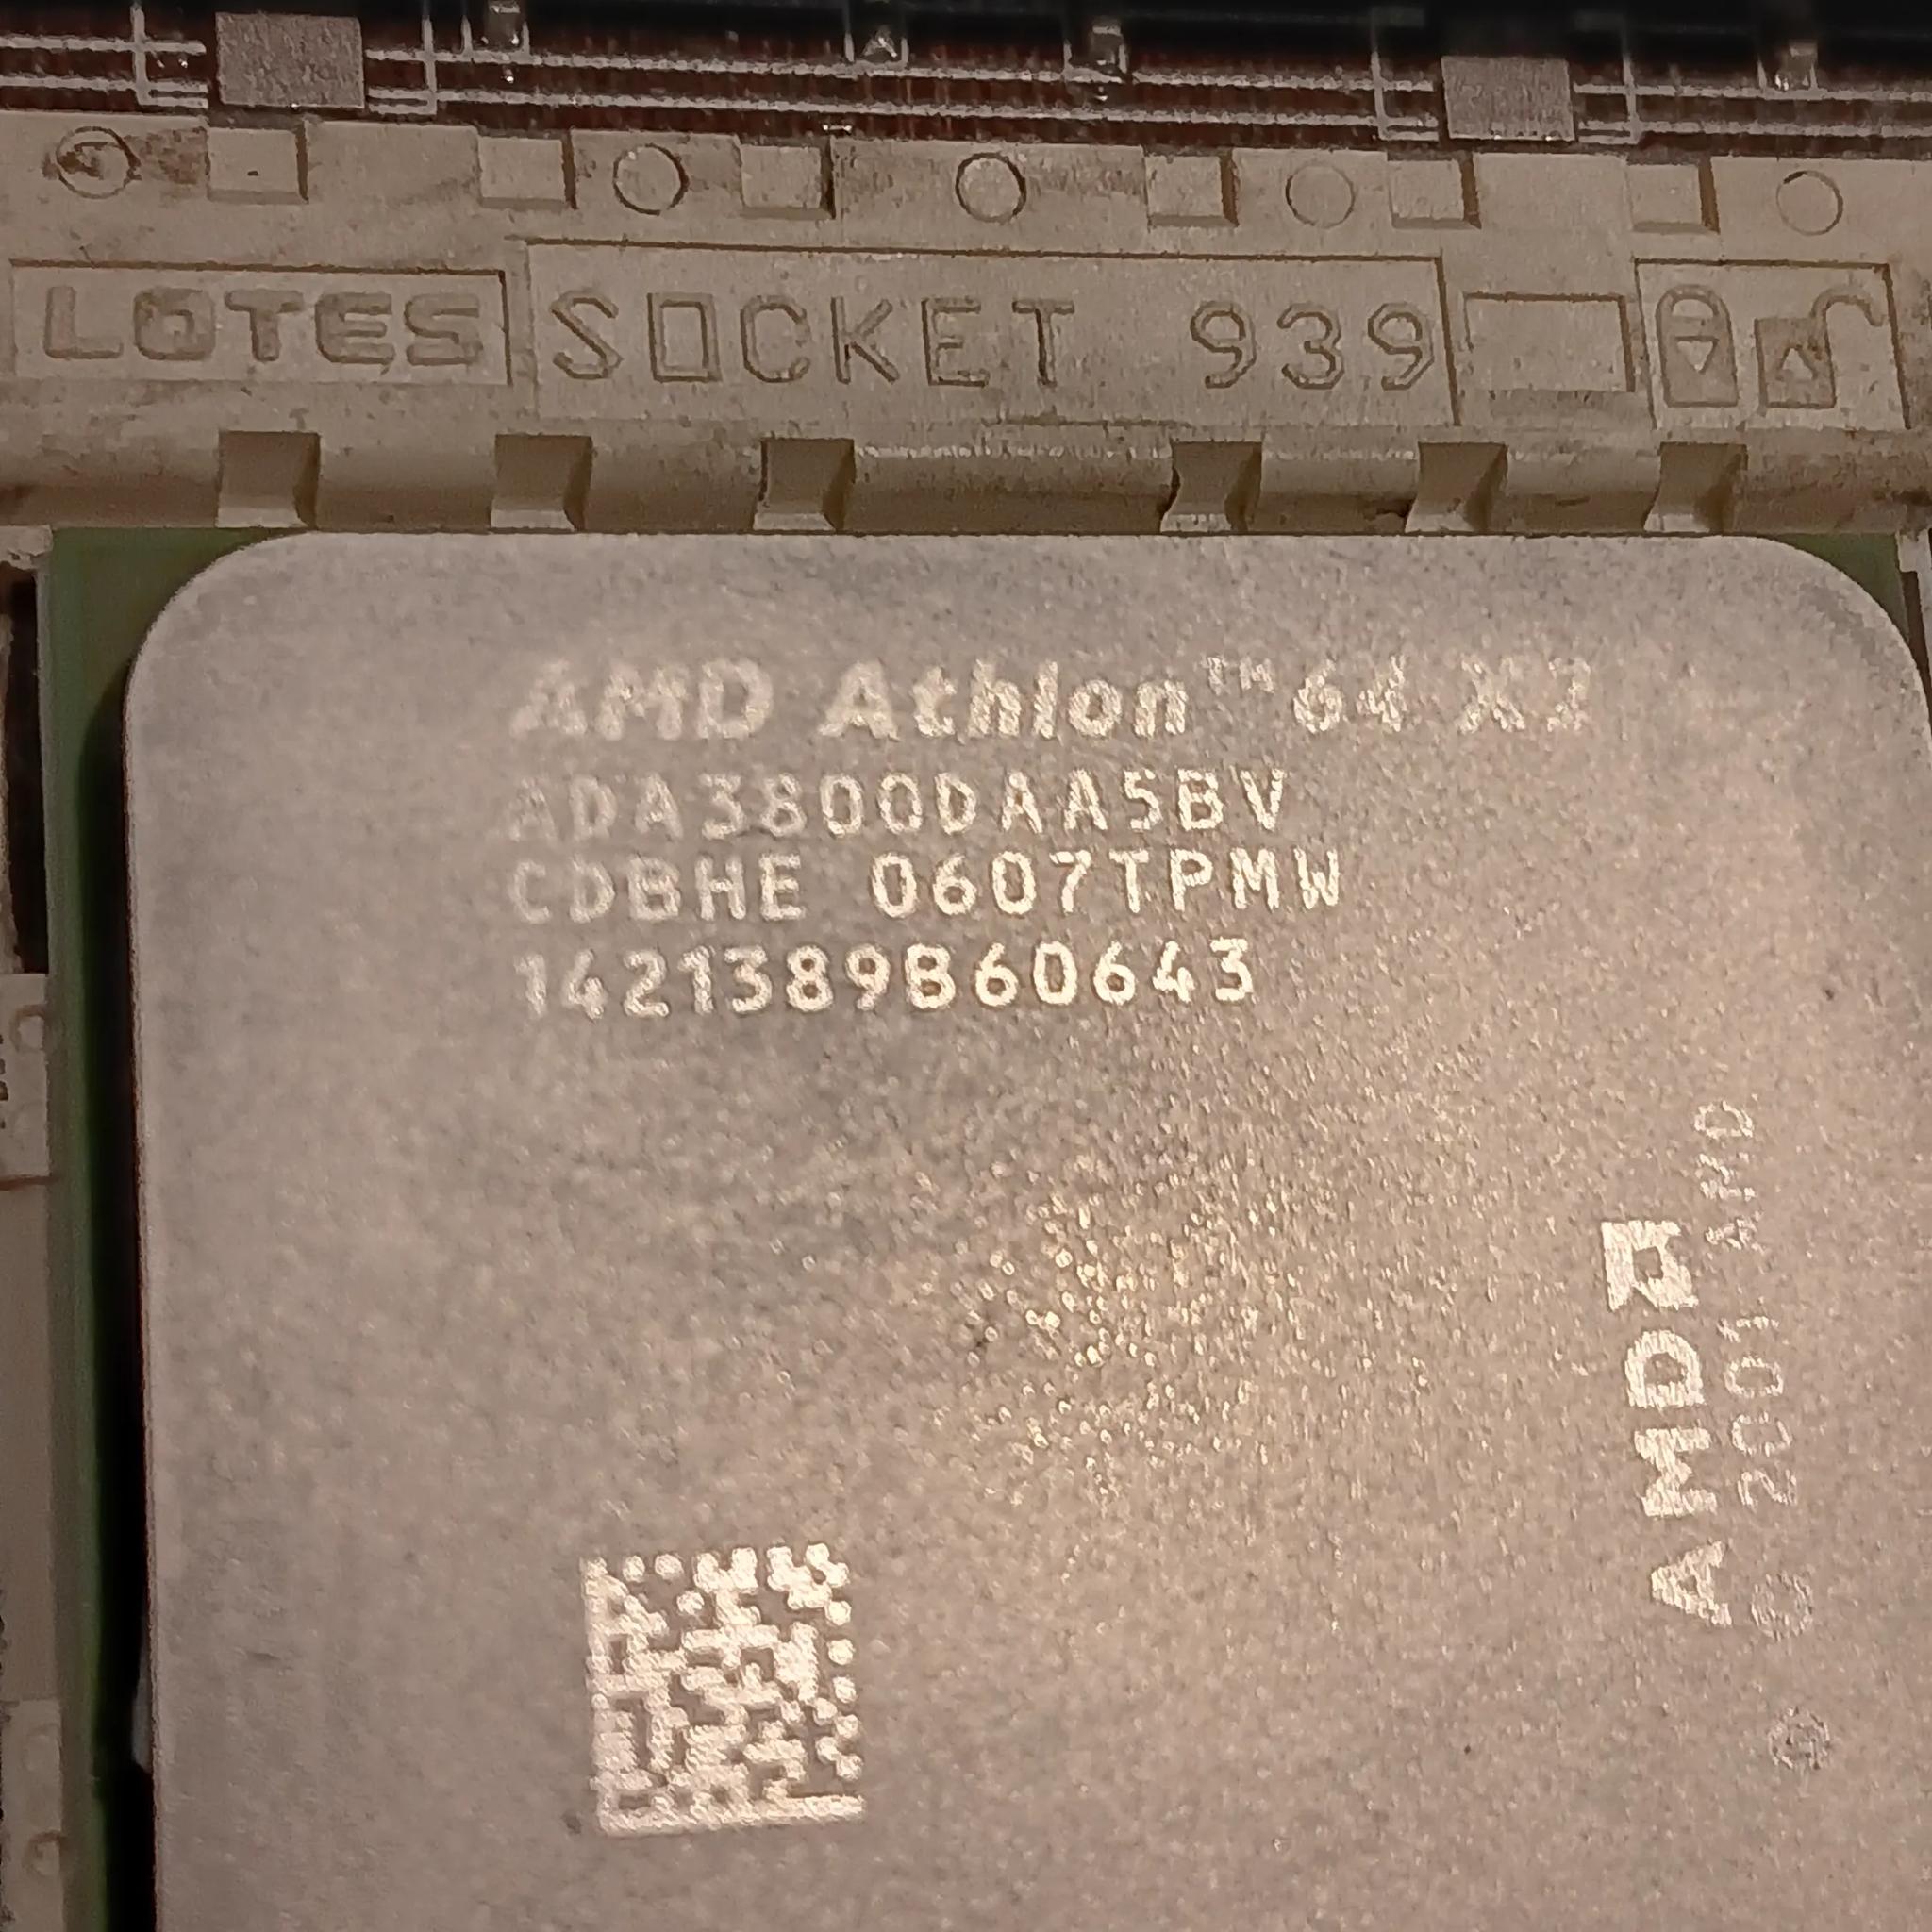 LOTES
SOCKET 939
AMD Athlon™ 64 X2
ADA3800DAA5BV
CDBHE 0607TPMW
1421389B60643
AMD
© 2001 AMD